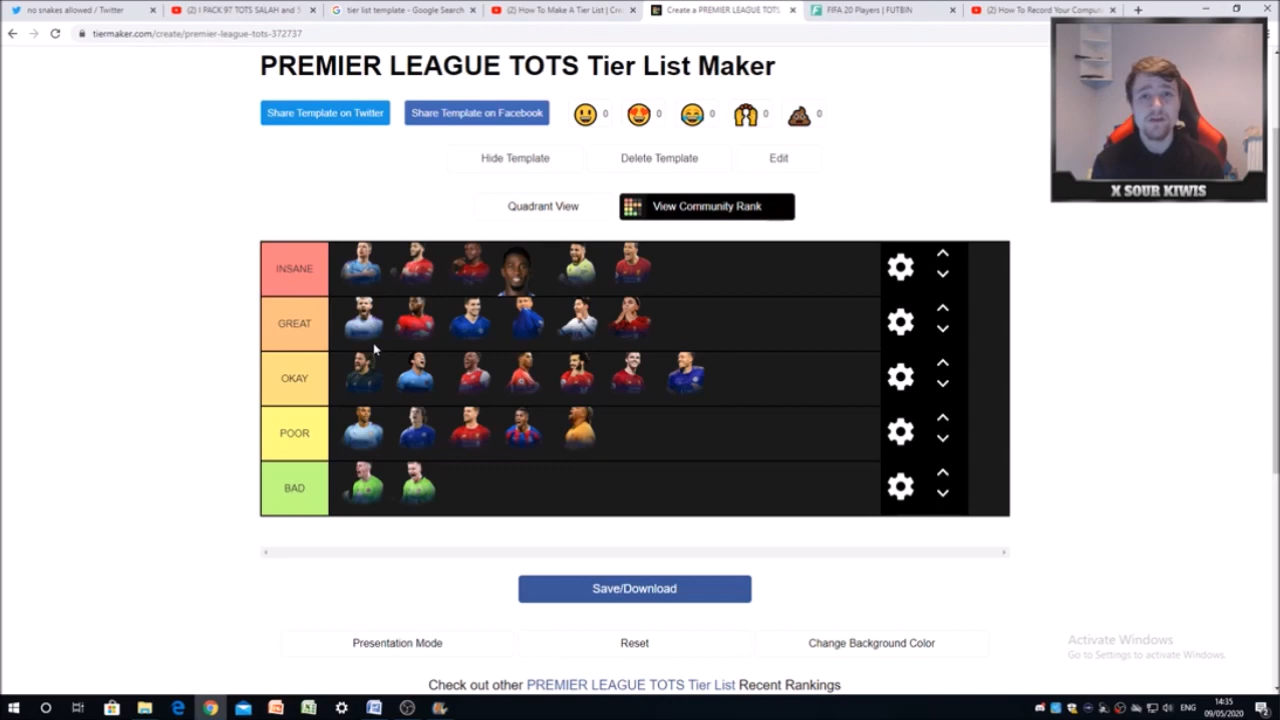 no snakes allowed / Twitter
(2) I PACK 97 TOTS SALAH and S
tier list template - Google Search
(2) How To Make A Tier List | Cre
Create a PREMIER LEAGUE TOTS
FIFA 20 Players | FUTBIN
(2) How To Record Your Compute
tiermaker.com/create/premier-league-tots-372737
PREMIER LEAGUE TOTS Tier List Maker
Share Template on Twitter
Share Template on Facebook
0
0
0
0
0
Hide Template
Delete Template
Edit
Quadrant View
View Community Rank
X SOUR KIWIS
INSANE
GREAT
OKAY
POOR
BAD
Save/Download
Presentation Mode
Reset
Change Background Color
Activate Windows
Go to Settings to activate Windows.
Check out other PREMIER LEAGUE TOTS Tier List Recent Rankings
ENG
14:35
09/05/2020